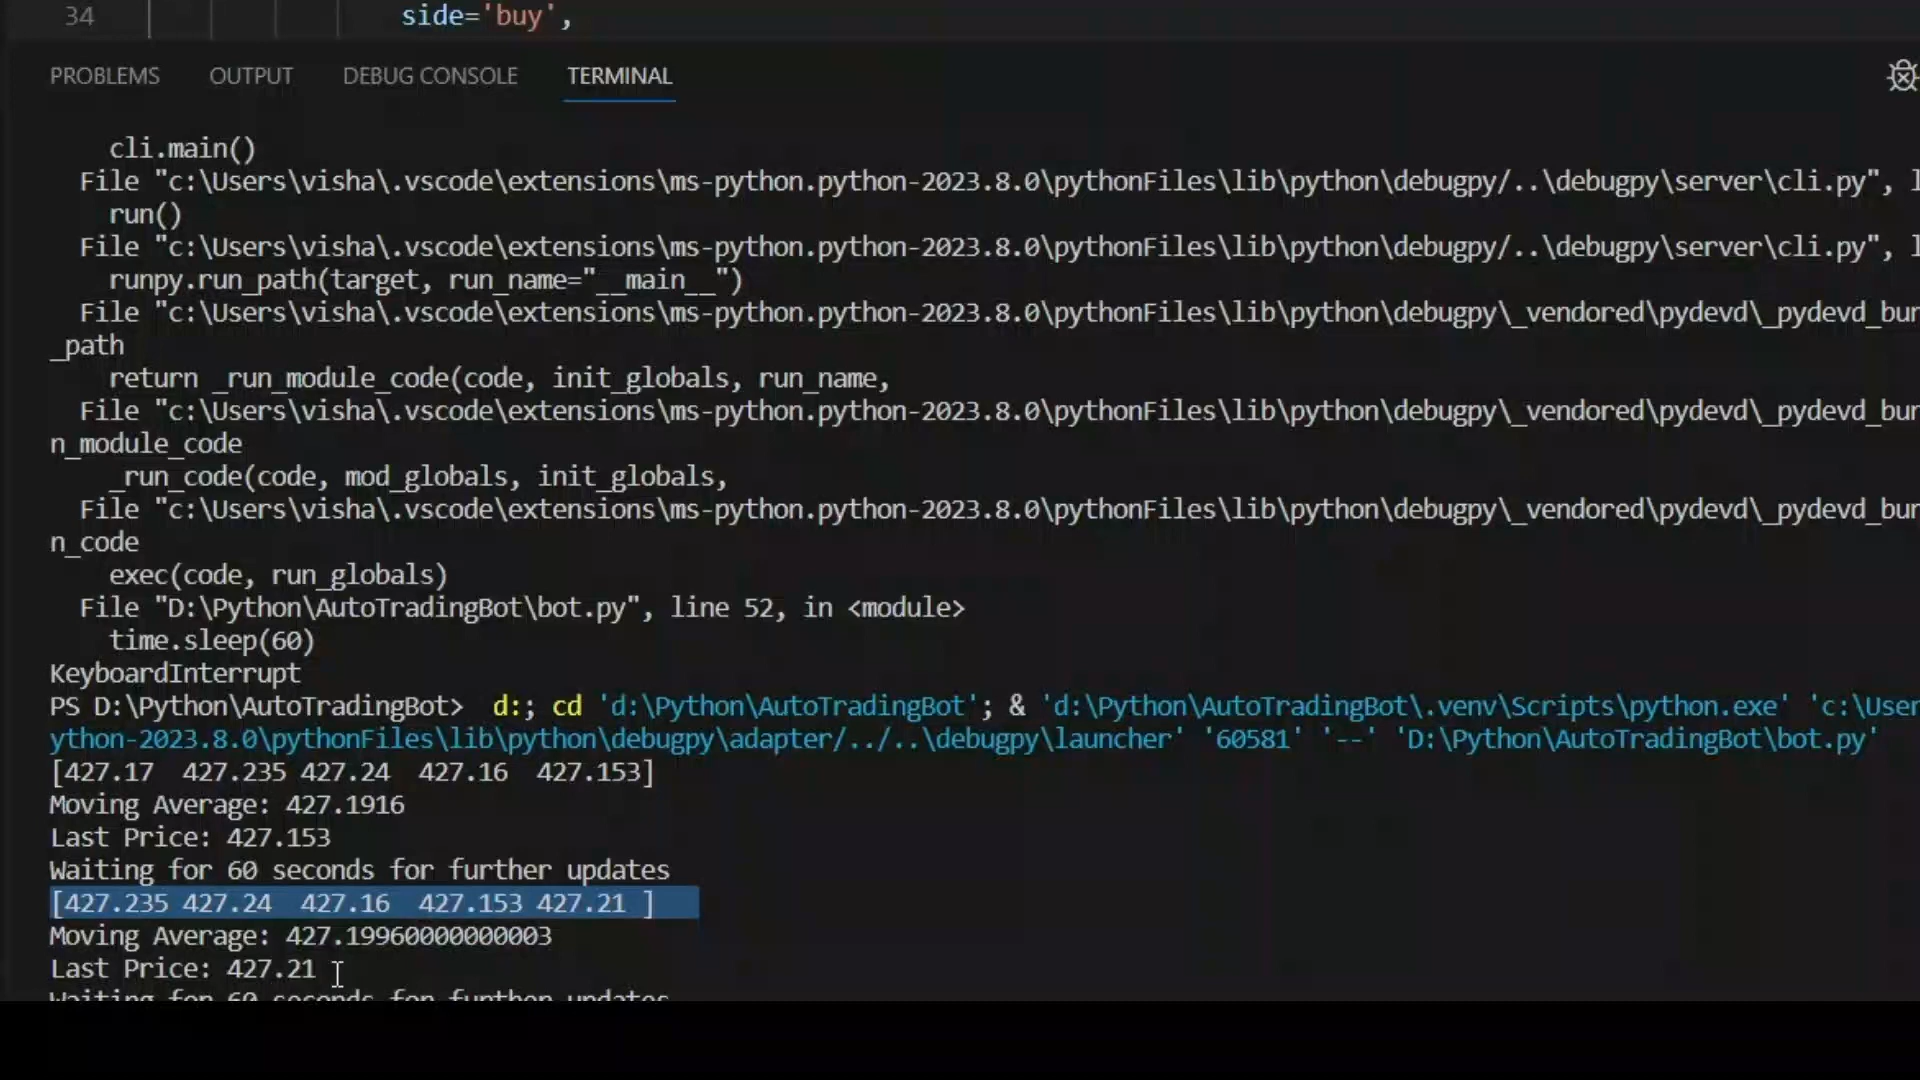 34 side='buy',
PROBLEMS OUTPUT DEBUG CONSOLE TERMINAL
cli.main()
File "c:\Users\visha\.vscode\extensions\ms-python.python-2023.8.0\pythonFiles\lib\python\debugpy/..\debugpy\server\cli.py", l
run()
File "c:\Users\visha\.vscode\extensions\ms-python.python-2023.8.0\pythonFiles\lib\python\debugpy/..\debugpy\server\cli.py", l
runpy.run_path(target, run_name="__main__")
File "c:\Users\visha\.vscode\extensions\ms-python.python-2023.8.0\pythonFiles\lib\python\debugpy\_vendored\pydevd\_pydevd_bun
_path
return _run_module_code(code, init_globals, run_name,
File "c:\Users\visha\.vscode\extensions\ms-python.python-2023.8.0\pythonFiles\lib\python\debugpy\_vendored\pydevd\_pydevd_bun
n_module_code
_run_code(code, mod_globals, init_globals,
File "c:\Users\visha\.vscode\extensions\ms-python.python-2023.8.0\pythonFiles\lib\python\debugpy\_vendored\pydevd\_pydevd_bun
n_code
exec(code, run_globals)
File "D:\Python\AutoTradingBot\bot.py", line 52, in <module>
time.sleep(60)
KeyboardInterrupt
PS D:\Python\AutoTradingBot>  d:; cd 'd:\Python\AutoTradingBot'; & 'd:\Python\AutoTradingBot\.venv\Scripts\python.exe' 'c:\User
ython-2023.8.0\pythonFiles\lib\python\debugpy\adapter/../..\debugpy\launcher' '60581' '--' 'D:\Python\AutoTradingBot\bot.py'
[427.17  427.235 427.24  427.16  427.153]
Moving Average: 427.1916
Last Price: 427.153
Waiting for 60 seconds for further updates
[427.235 427.24  427.16  427.153 427.21 ]
Moving Average: 427.19960000000003
Last Price: 427.21
Waiting for 60 seconds for further updates